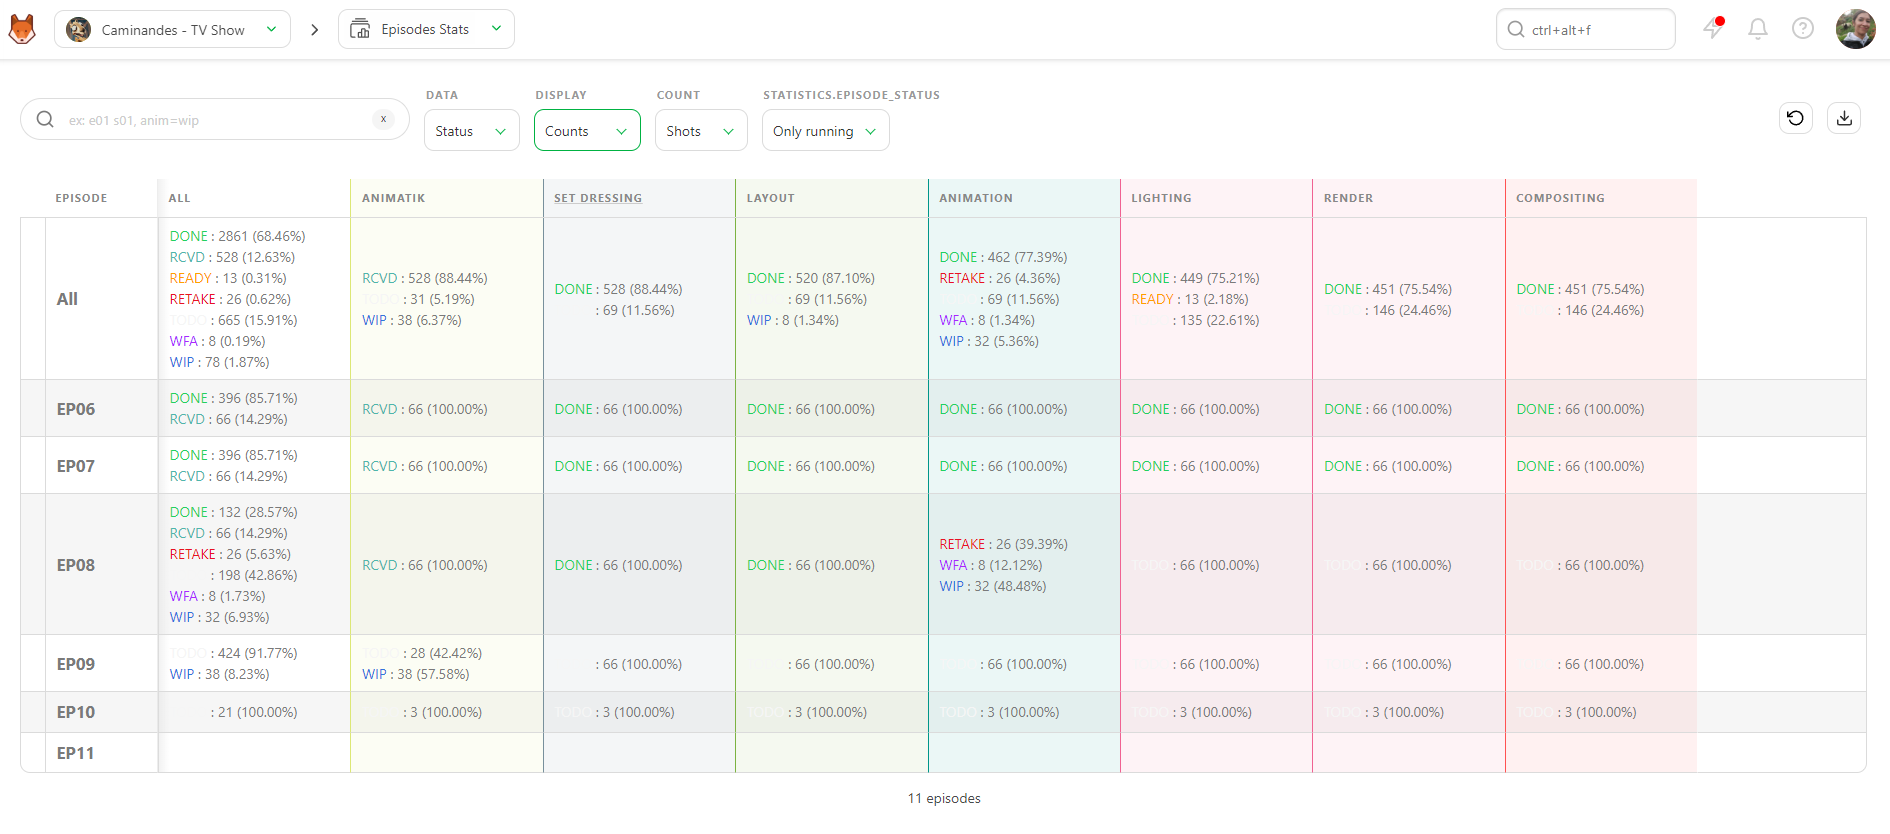 Caminandes - TV Show
Episodes Stats
ctrl+alt+f
DATA
DISPLAY
COUNT
STATISTICS.EPISODE_STATUS
ex: e01 s01, anim=wip
x
Status
Counts
Shots
Only running
EPISODE
ALL
ANIMATIK
SET DRESSING
LAYOUT
ANIMATION
LIGHTING
RENDER
COMPOSITING
All
DONE : 2861 (68.46%)
RCVD : 528 (12.63%)
READY : 13 (0.31%)
RETAKE : 26 (0.62%)
TODO : 665 (15.91%)
WFA : 8 (0.19%)
WIP : 78 (1.87%)
RCVD : 528 (88.44%)
TODO : 31 (5.19%)
WIP : 38 (6.37%)
DONE : 528 (88.44%)
: 69 (11.56%)
DONE : 520 (87.10%)
: 69 (11.56%)
WIP : 8 (1.34%)
DONE : 462 (77.39%)
RETAKE : 26 (4.36%)
: 69 (11.56%)
WFA : 8 (1.34%)
WIP : 32 (5.36%)
DONE : 449 (75.21%)
READY : 13 (2.18%)
: 135 (22.61%)
DONE : 451 (75.54%)
: 146 (24.46%)
DONE : 451 (75.54%)
: 146 (24.46%)
EP06
DONE : 396 (85.71%)
RCVD : 66 (14.29%)
RCVD : 66 (100.00%)
DONE : 66 (100.00%)
DONE : 66 (100.00%)
DONE : 66 (100.00%)
DONE : 66 (100.00%)
DONE : 66 (100.00%)
DONE : 66 (100.00%)
EP07
DONE : 396 (85.71%)
RCVD : 66 (14.29%)
RCVD : 66 (100.00%)
DONE : 66 (100.00%)
DONE : 66 (100.00%)
DONE : 66 (100.00%)
DONE : 66 (100.00%)
DONE : 66 (100.00%)
DONE : 66 (100.00%)
EP08
DONE : 132 (28.57%)
RCVD : 66 (14.29%)
RETAKE : 26 (5.63%)
: 198 (42.86%)
WFA : 8 (1.73%)
WIP : 32 (6.93%)
RCVD : 66 (100.00%)
DONE : 66 (100.00%)
DONE : 66 (100.00%)
RETAKE : 26 (39.39%)
WFA : 8 (12.12%)
WIP : 32 (48.48%)
TODO : 66 (100.00%)
TODO : 66 (100.00%)
TODO : 66 (100.00%)
EP09
TODO : 424 (91.77%)
WIP : 38 (8.23%)
TODO : 28 (42.42%)
WIP : 38 (57.58%)
: 66 (100.00%)
: 66 (100.00%)
: 66 (100.00%)
: 66 (100.00%)
: 66 (100.00%)
: 66 (100.00%)
EP10
: 21 (100.00%)
: 3 (100.00%)
TODO : 3 (100.00%)
TODO : 3 (100.00%)
TODO : 3 (100.00%)
TODO : 3 (100.00%)
TODO : 3 (100.00%)
TODO : 3 (100.00%)
EP11
11 episodes